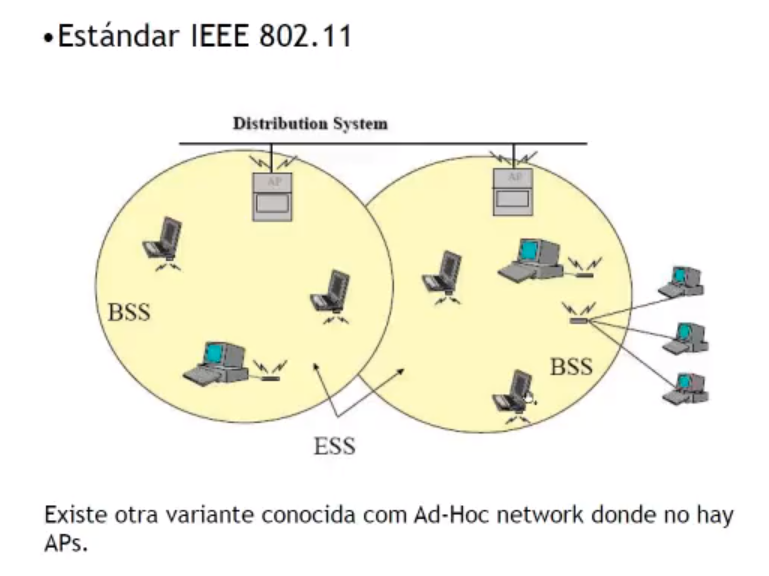 •Estándar IEEE 802.11
Distribution System
AP
AP
BSS
BSS
ESS
Existe otra variante conocida com Ad-Hoc network donde no hay
APs.